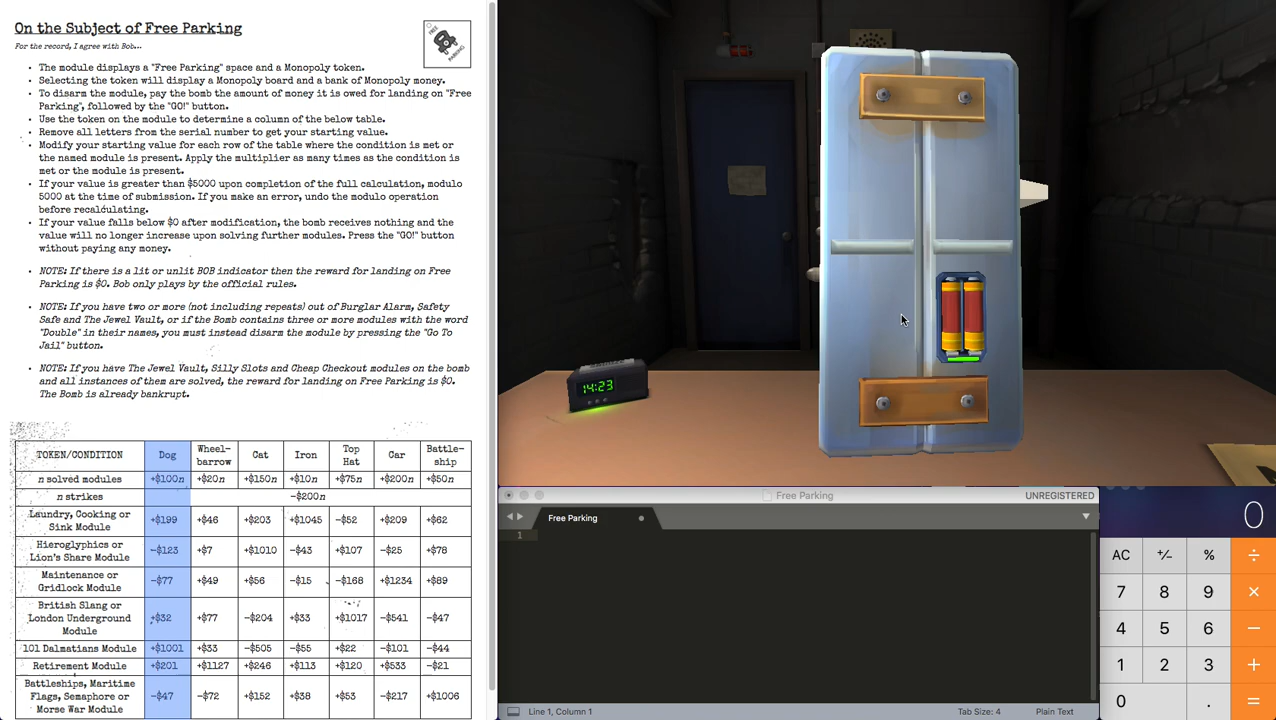 On the Subject of Free Parking
FREE
PARKING
For the record, I agree with Bob...
The module displays a "Free Parking" space and a Monopoly token.
Selecting the token will display a Monopoly board and a bank of Monopoly money.
To disarm the module, pay the bomb the amount of money it is owed for landing on "Free
Parking", followed by the "GO!" button.
Use the token on the module to determine a column of the below table.
Remove all letters from the serial number to get your starting value.
Modify your starting value for each row of the table where the condition is met or
the named module is present. Apply the multiplier as many times as the condition is
met or the module is present.
If your value is greater than $5000 upon completion of the full calculation, modulo
5000 at the time of submission. If you make an error, undo the modulo operation
before recalculating.
If your value falls below $0 after modification, the bomb receives nothing and the
value will no longer increase upon solving further modules. Press the "GO!" button
without paying any money.
NOTE: If there is a lit or unlit BOB indicator then the reward for landing on Free
Parking is $0. Bob only plays by the official rules.
NOTE: If you have two or more (not including repeats) out of Burglar Alarm, Safety
Safe and The Jewel Vault, or if the Bomb contains three or more modules with the word
"Double" in their names, you must instead disarm the module by pressing the "Go To
Jail" button.
NOTE: If you have The Jewel Vault, Silly Slots and Cheap Checkout modules on the bomb
and all instances of them are solved, the reward for landing on Free Parking is $0.
The Bomb is already bankrupt.
TOKEN/CONDITION Dog Wheel-barrow Cat Iron Top Hat Car Battle-ship
n solved modules +$100n +$20n +$150n +$10n +$75n +$200n +$50n
n strikes −$200n
Laundry, Cooking or Sink Module +$199 +$46 +$203 +$1045 −$52 +$209 +$62
Hieroglyphics or Lion's Share Module −$123 +$7 +$1010 −$43 +$107 −$25 +$78
Maintenance or Gridlock Module −$77 +$49 +$56 −$15 −$168 +$1234 +$89
British Slang or London Underground Module +$32 +$77 −$204 +$33 +$1017 −$541 −$47
101 Dalmatians Module +$1001 +$33 −$505 −$55 +$22 −$101 −$44
Retirement Module +$201 +$1127 +$246 +$113 +$120 +$533 −$21
Battleships, Maritime Flags, Semaphore or Morse War Module −$47 −$72 +$152 +$38 +$53 −$217 +$1006
14:23
Free Parking
UNREGISTERED
Free Parking
1
Line 1, Column 1
Tab Size: 4
Plain Text
0
AC +/− % ÷
7 8 9 ×
4 5 6 −
1 2 3 +
0 . =